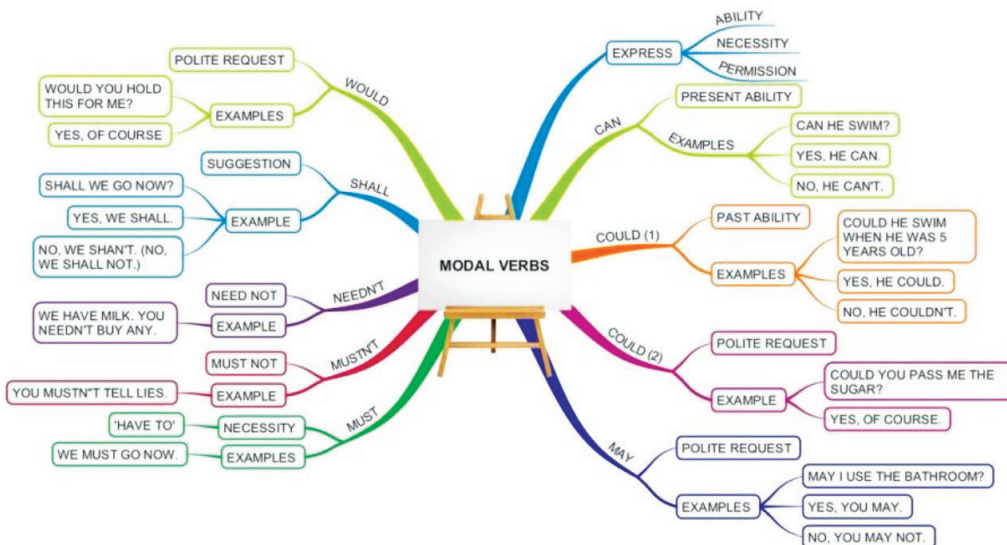 MODAL VERBS
EXPRESS
ABILITY
NECESSITY
PERMISSION
CAN
PRESENT ABILITY
EXAMPLES
CAN HE SWIM?
YES, HE CAN.
NO, HE CAN'T.
COULD (1)
PAST ABILITY
EXAMPLES
COULD HE SWIM
WHEN HE WAS 5
YEARS OLD?
YES, HE COULD.
NO, HE COULDN'T.
COULD (2)
POLITE REQUEST
EXAMPLE
COULD YOU PASS ME THE
SUGAR?
YES, OF COURSE.
MAY
POLITE REQUEST
EXAMPLES
MAY I USE THE BATHROOM?
YES, YOU MAY.
NO, YOU MAY NOT.
WOULD
POLITE REQUEST
EXAMPLES
WOULD YOU HOLD
THIS FOR ME?
YES, OF COURSE
SHALL
SUGGESTION
EXAMPLE
SHALL WE GO NOW?
YES, WE SHALL.
NO, WE SHAN'T. (NO,
WE SHALL NOT.)
NEEDN'T
NEED NOT
EXAMPLE
WE HAVE MILK. YOU
NEEDN'T BUY ANY.
MUSTN'T
MUST NOT
EXAMPLE
YOU MUSTN"T TELL LIES.
MUST
NECESSITY
'HAVE TO'
EXAMPLES
WE MUST GO NOW.